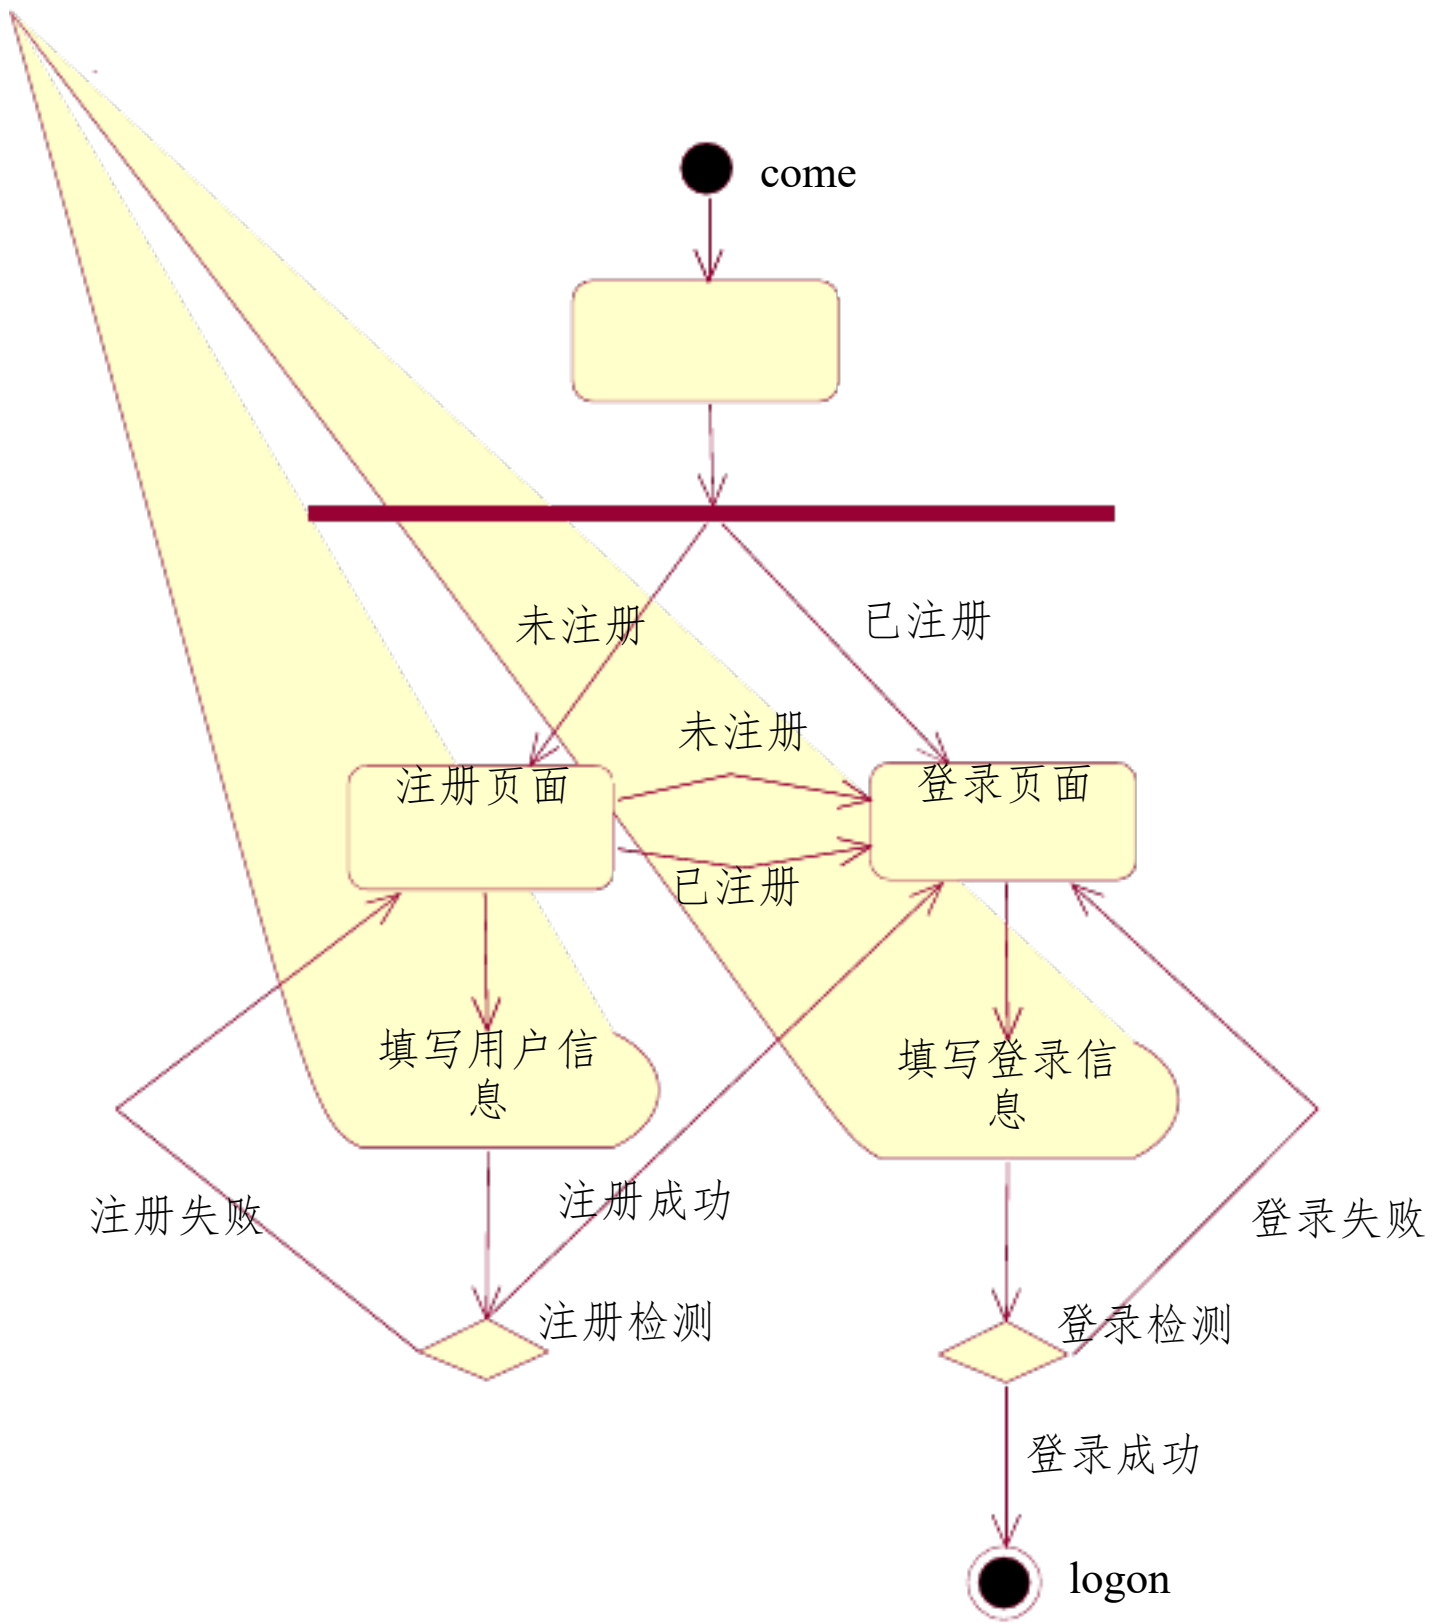 come
未注册
已注册
未注册
注册页面
登录页面
已注册
填写用户信
息
填写登录信
息
注册失败
注册成功
登录失败
注册检测
登录检测
登录成功
logon